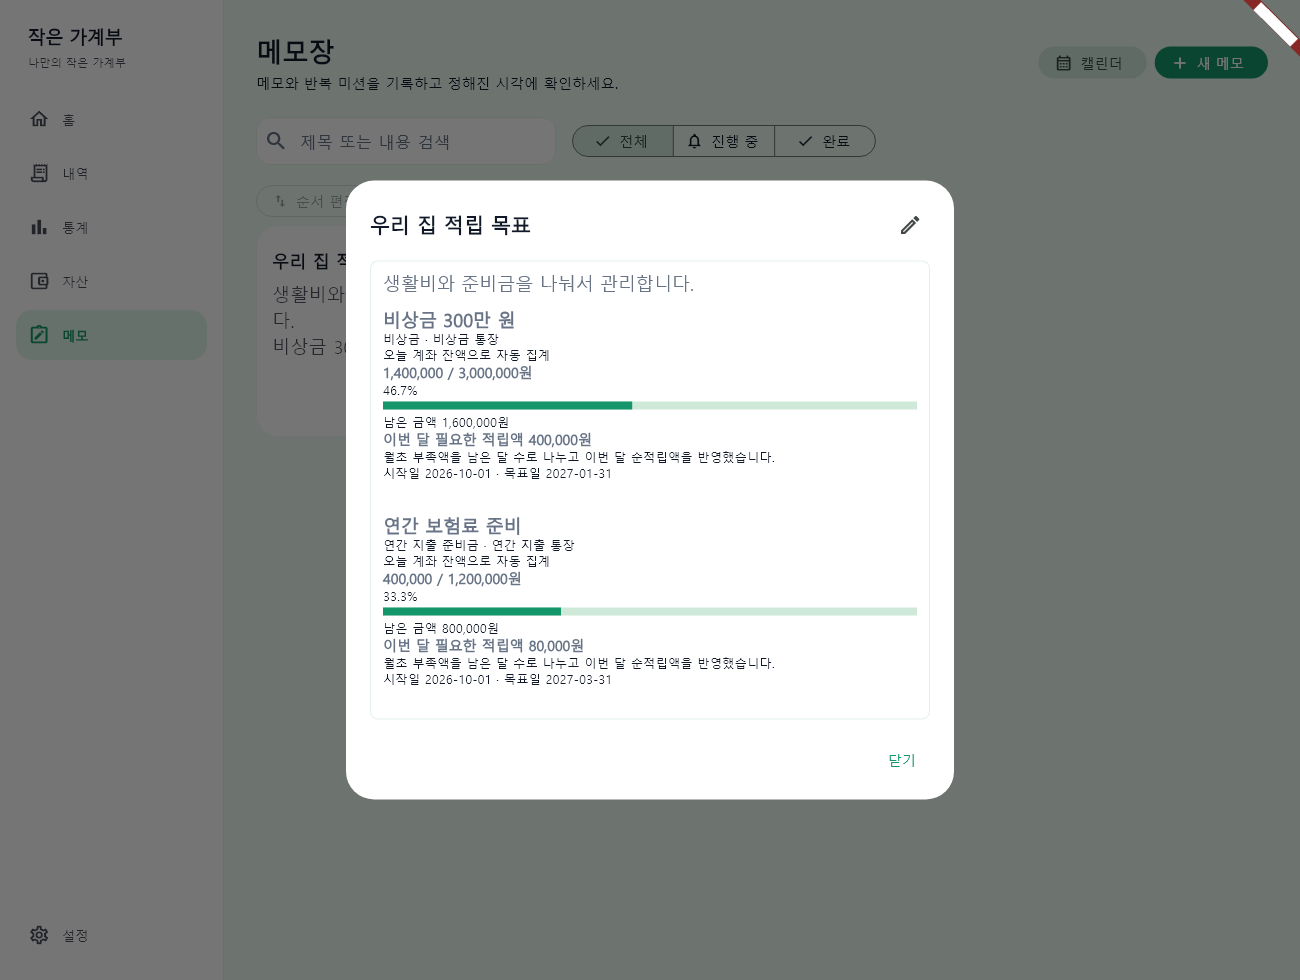 작은 가계부
나만의 작은 가계부
홈
내역
통계
자산
메모
설정
메모장
메모와 반복 미션을 기록하고 정해진 시각에 확인하세요.
캘린더
새 메모
제목 또는 내용 검색
전체
진행 중
완료
순서 편
우리 집 적
생활비와
다.
비상금 30
우리 집 적립 목표
생활비와 준비금을 나눠서 관리합니다.
비상금 300만 원
비상금 · 비상금 통장
오늘 계좌 잔액으로 자동 집계
1,400,000 / 3,000,000원
46.7%
남은 금액 1,600,000원
이번 달 필요한 적립액 400,000원
월초 부족액을 남은 달 수로 나누고 이번 달 순적립액을 반영했습니다.
시작일 2026-10-01 · 목표일 2027-01-31
연간 보험료 준비
연간 지출 준비금 · 연간 지출 통장
오늘 계좌 잔액으로 자동 집계
400,000 / 1,200,000원
33.3%
남은 금액 800,000원
이번 달 필요한 적립액 80,000원
월초 부족액을 남은 달 수로 나누고 이번 달 순적립액을 반영했습니다.
시작일 2026-10-01 · 목표일 2027-03-31
닫기